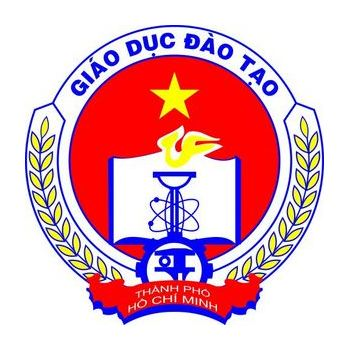 GIÁO DỤC ĐÀO TẠO
THÀNH PHỐ
HỒ CHÍ MINH